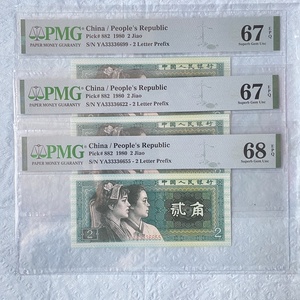 PMG
PAPER MONEY GUARANTY
China / People's Republic
Pick# 882 1980 2 Jiao
S/N YA33336699 - 2 Letter Prefix
67 EPQ
Superb Gem Unc
PMG
PAPER MONEY GUARANTY
China / People's Republic
Pick# 882 1980 2 Jiao
S/N YA33336622 - 2 Letter Prefix
67 EPQ
Superb Gem Unc
PMG
PAPER MONEY GUARANTY
China / People's Republic
Pick# 882 1980 2 Jiao
S/N YA33336655 - 2 Letter Prefix
68 EPQ
Superb Gem Unc
中国人民银行
贰角
2
2